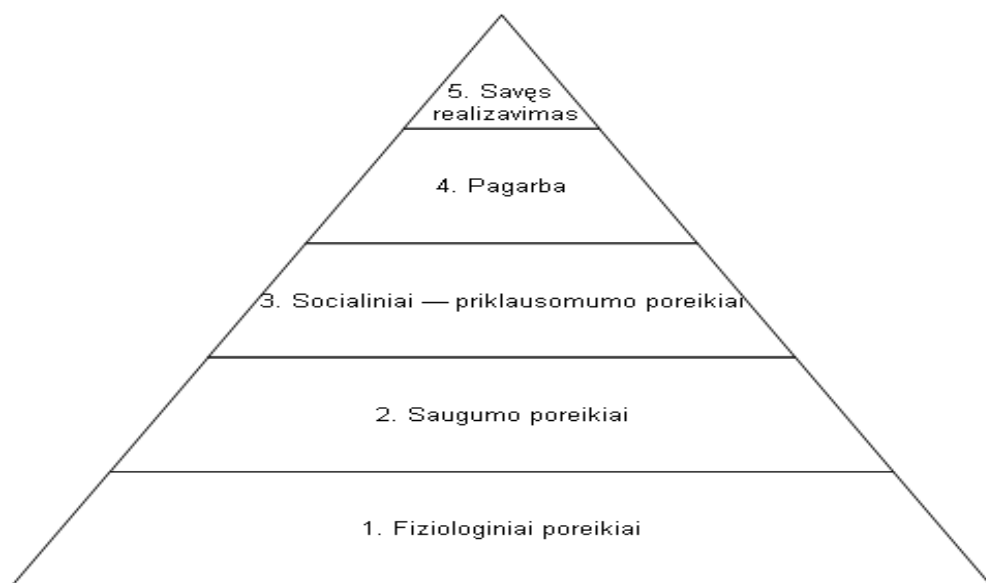 5. Savęs
realizavimas
4. Pagarba
3. Socialiniai — priklausomumo poreikiai
2. Saugumo poreikiai
1. Fiziologiniai poreikiai